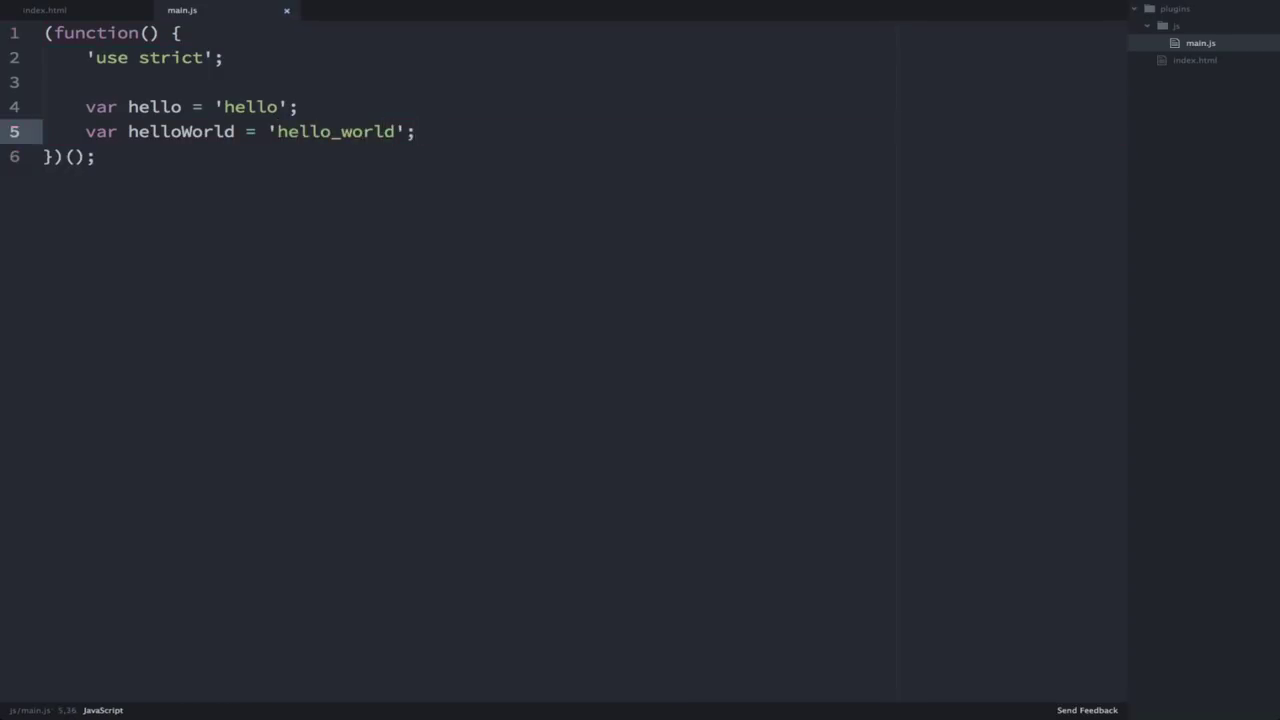 index.html
main.js ×
1 (function() {
2 'use strict';
3
4 var hello = 'hello';
5 var helloWorld = 'hello_world';
6 })();
plugins
js
main.js
index.html
js/main.js 5,36 JavaScript
Send Feedback